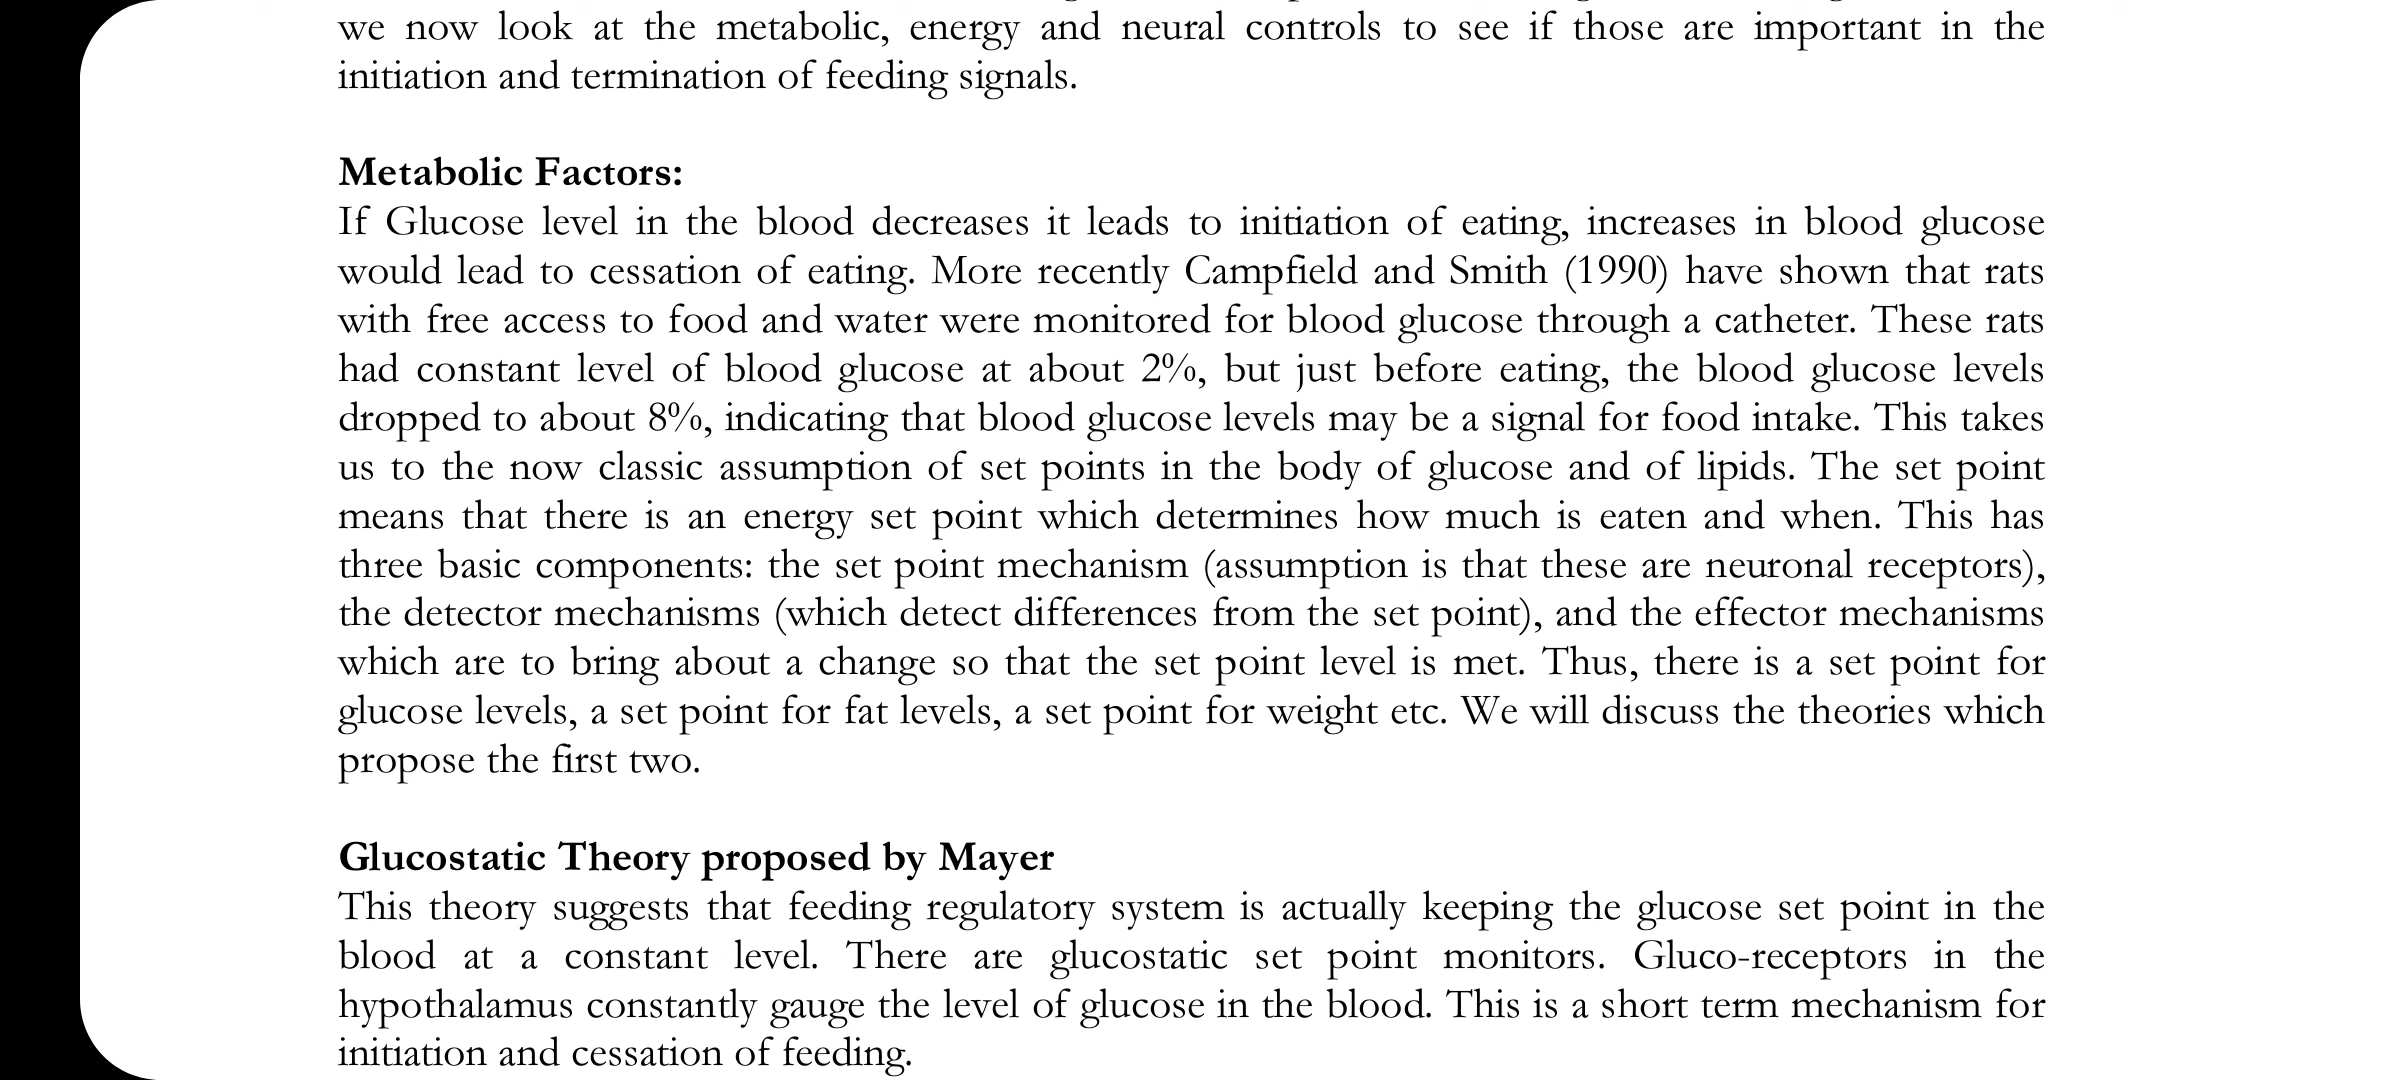 we now look at the metabolic, energy and neural controls to see if those are important in the
initiation and termination of feeding signals.
Metabolic Factors:
If Glucose level in the blood decreases it leads to initiation of eating, increases in blood glucose
would lead to cessation of eating. More recently Campfield and Smith (1990) have shown that rats
with free access to food and water were monitored for blood glucose through a catheter. These rats
had constant level of blood glucose at about 2%, but just before eating, the blood glucose levels
dropped to about 8%, indicating that blood glucose levels may be a signal for food intake. This takes
us to the now classic assumption of set points in the body of glucose and of lipids. The set point
means that there is an energy set point which determines how much is eaten and when. This has
three basic components: the set point mechanism (assumption is that these are neuronal receptors),
the detector mechanisms (which detect differences from the set point), and the effector mechanisms
which are to bring about a change so that the set point level is met. Thus, there is a set point for
glucose levels, a set point for fat levels, a set point for weight etc. We will discuss the theories which
propose the first two.
Glucostatic Theory proposed by Mayer
This theory suggests that feeding regulatory system is actually keeping the glucose set point in the
blood at a constant level. There are glucostatic set point monitors. Gluco-receptors in the
hypothalamus constantly gauge the level of glucose in the blood. This is a short term mechanism for
initiation and cessation of feeding.